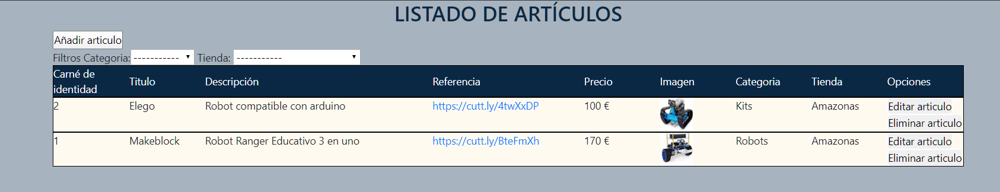 LISTADO DE ARTÍCULOS
Añadir articulo
Filtros Categoria: ----------- Tienda: -----------
Carné de identidad Titulo Descripción Referencia Precio Imagen Categoria Tienda Opciones
2 Elego Robot compatible con arduino https://cutt.ly/4twXxDP 100 € Kits Amazonas Editar articulo
Eliminar articulo
1 Makeblock Robot Ranger Educativo 3 en uno https://cutt.ly/BteFmXh 170 € Robots Amazonas Editar articulo
Eliminar articulo